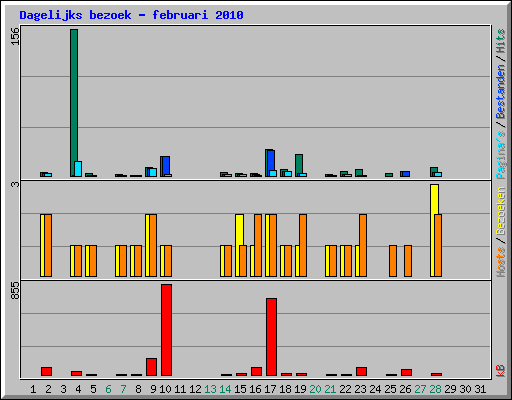 Dagelijks bezoek - februari 2010
156
3
855
Hosts / Bezoeken Pagina's / Bestanden / Hits
kB
1 2 3 4 5 6 7 8 9 10 11 12 13 14 15 16 17 18 19 20 21 22 23 24 25 26 27 28 29 30 31